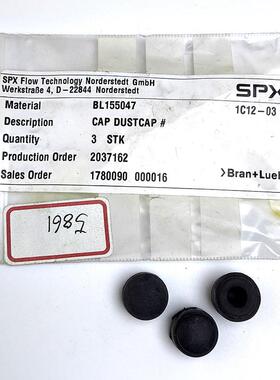 SPX Flow Technology Norderstedt GmbH
Werkstraße 4, D-22844 Norderstedt
SPX
Material BL155047 1C12-03
Description CAP DUSTCAP #
Quantity 3 STK
Production Order 2037162
Sales Order 1780090 000016
Bran+Lue